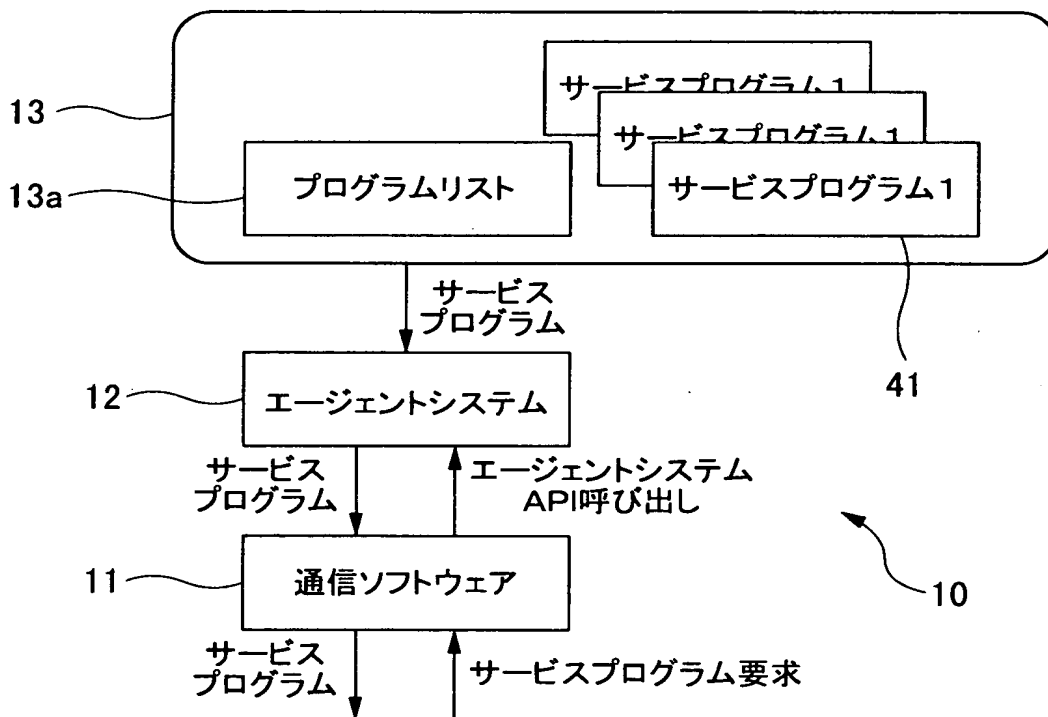 サービスプログラム1
サービスプログラム1
サービスプログラム1
13
13a
プログラムリスト
41
サービス
プログラム
12
エージェントシステム
サービス
プログラム
エージェントシステム
API呼び出し
11
通信ソフトウェア
10
サービス
プログラム
サービスプログラム要求